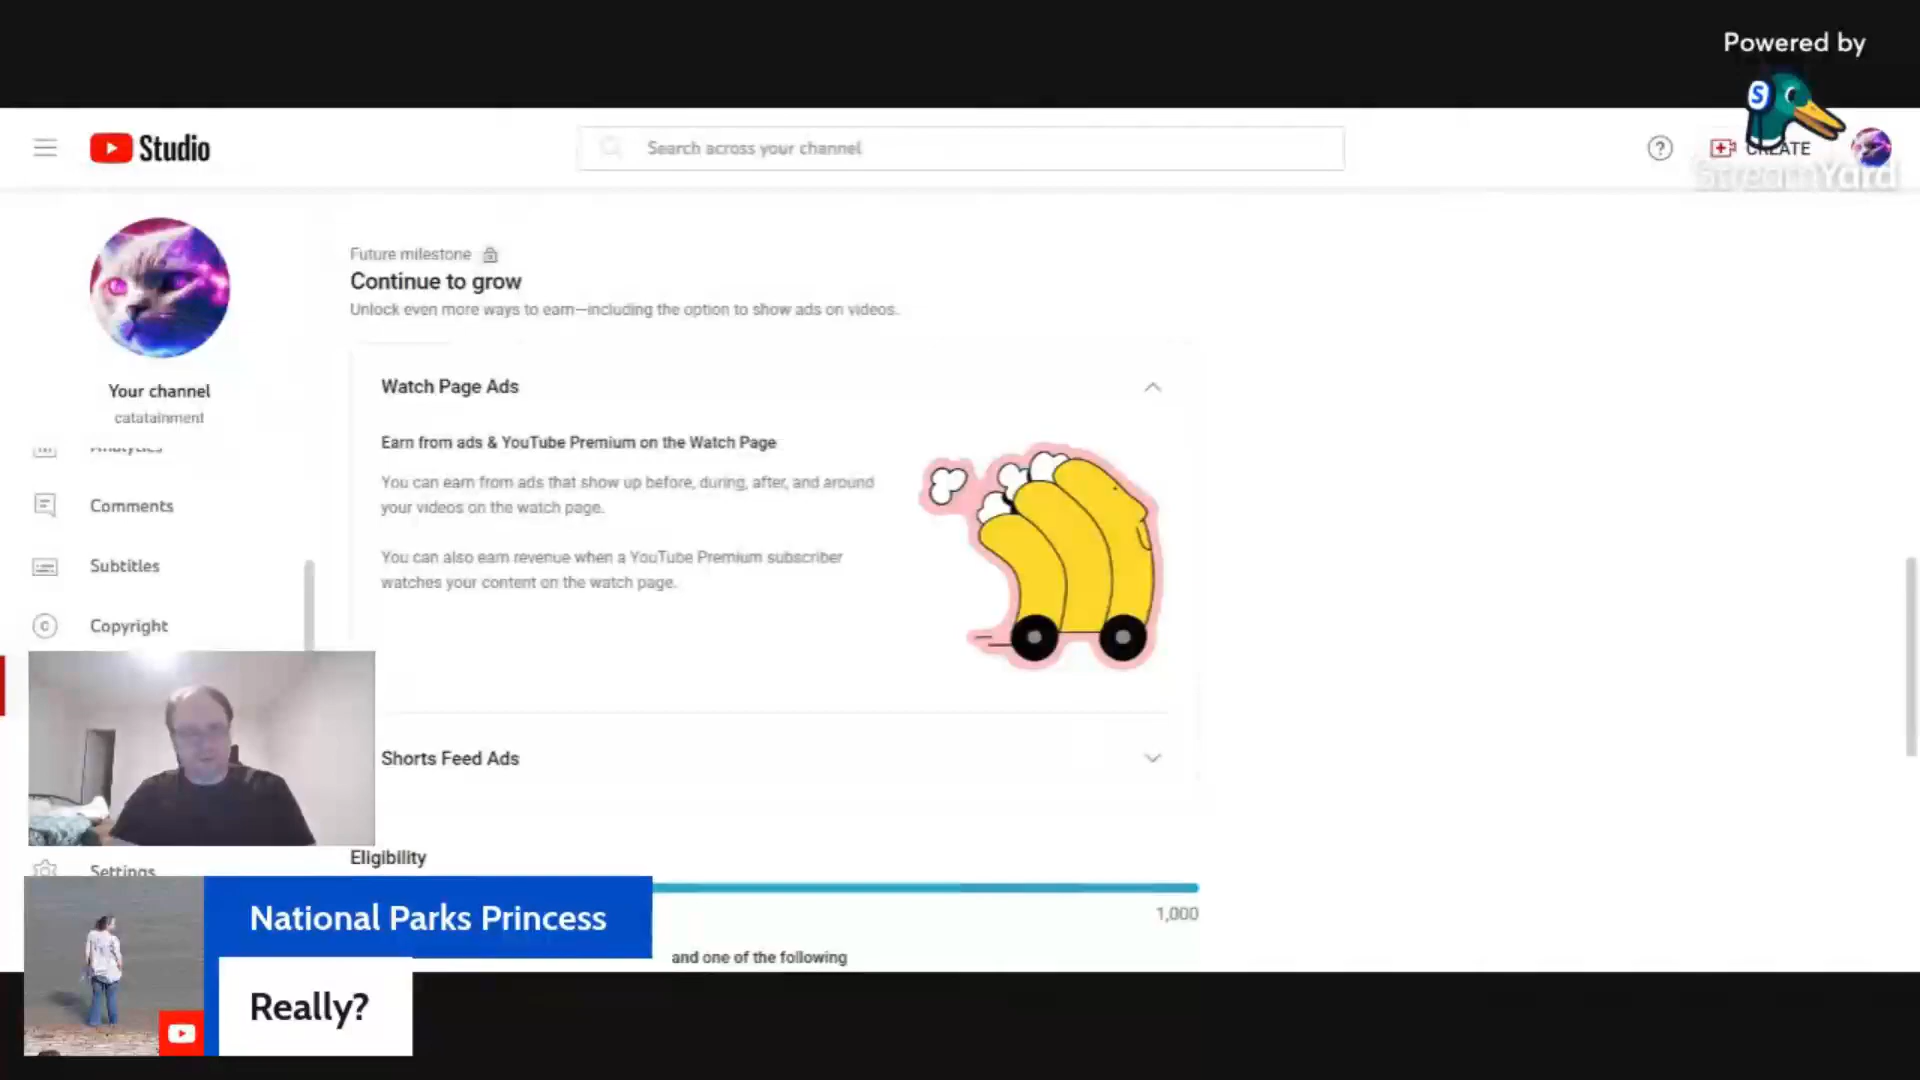 Powered by
StreamYard
Studio
Search across your channel
CREATE
Your channel
catatainment
Analytics
Comments
Subtitles
Copyright
Settings
Future milestone
Continue to grow
Unlock even more ways to earn—including the option to show ads on videos.
Watch Page Ads
Earn from ads & YouTube Premium on the Watch Page
You can earn from ads that show up before, during, after, and around
your videos on the watch page.
You can also earn revenue when a YouTube Premium subscriber
watches your content on the watch page.
Shorts Feed Ads
Eligibility
1,000
and one of the following
National Parks Princess
Really?